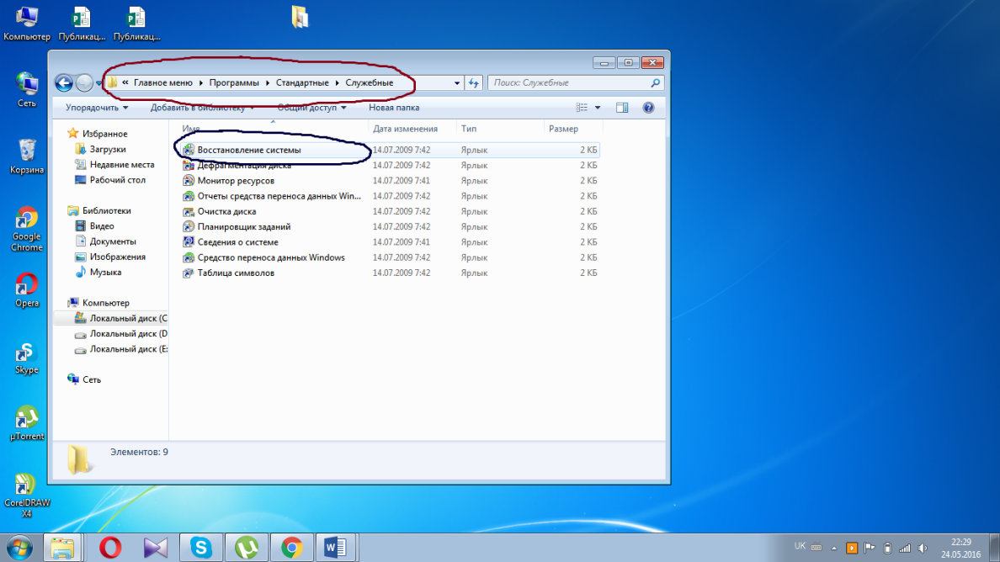 Компьютер
Публикац...
Публикац...
Сеть
Корзина
Google
Chrome
Opera
Skype
µTorrent
CorelDRAW
X4
« Главное меню Программы Стандартные Служебные
Поиск: Служебные
Упорядочить Добавить в библиотеку Общий доступ Новая папка
Имя Дата изменения Тип Размер
Избранное
Загрузки
Недавние места
Рабочий стол
Библиотеки
Видео
Документы
Изображения
Музыка
Компьютер
Локальный диск (C
Локальный диск (D
Локальный диск (E:
Сеть
Восстановление системы 14.07.2009 7:42 Ярлык 2 КБ
Дефрагментация диска 14.07.2009 7:42 Ярлык 2 КБ
Монитор ресурсов 14.07.2009 7:41 Ярлык 2 КБ
Отчеты средства переноса данных Win... 14.07.2009 7:42 Ярлык 2 КБ
Очистка диска 14.07.2009 7:42 Ярлык 2 КБ
Планировщик заданий 14.07.2009 7:42 Ярлык 2 КБ
Сведения о системе 14.07.2009 7:41 Ярлык 2 КБ
Средство переноса данных Windows 14.07.2009 7:42 Ярлык 2 КБ
Таблица символов 14.07.2009 7:42 Ярлык 2 КБ
Элементов: 9
UK
22:29
24.05.2016